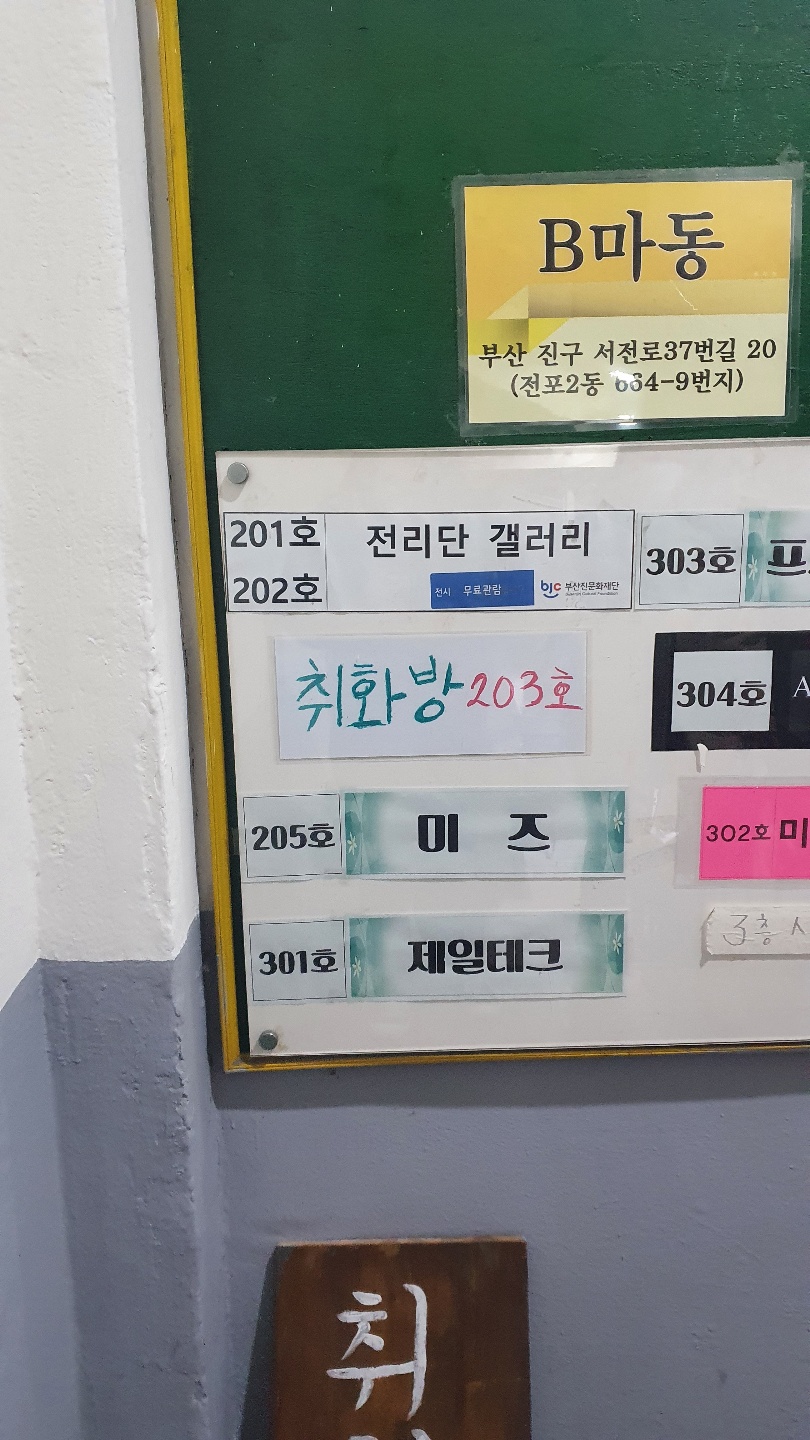 B마동
부산 진구 서전로37번길 20
(전포2동 664-9번지)
201호
202호
전리단 갤러리
전시 무료관람
bjc 부산진문화재단
303호
취화방203호
304호 A
205호
미 즈
302호 미
301호
제일테크
3층
취